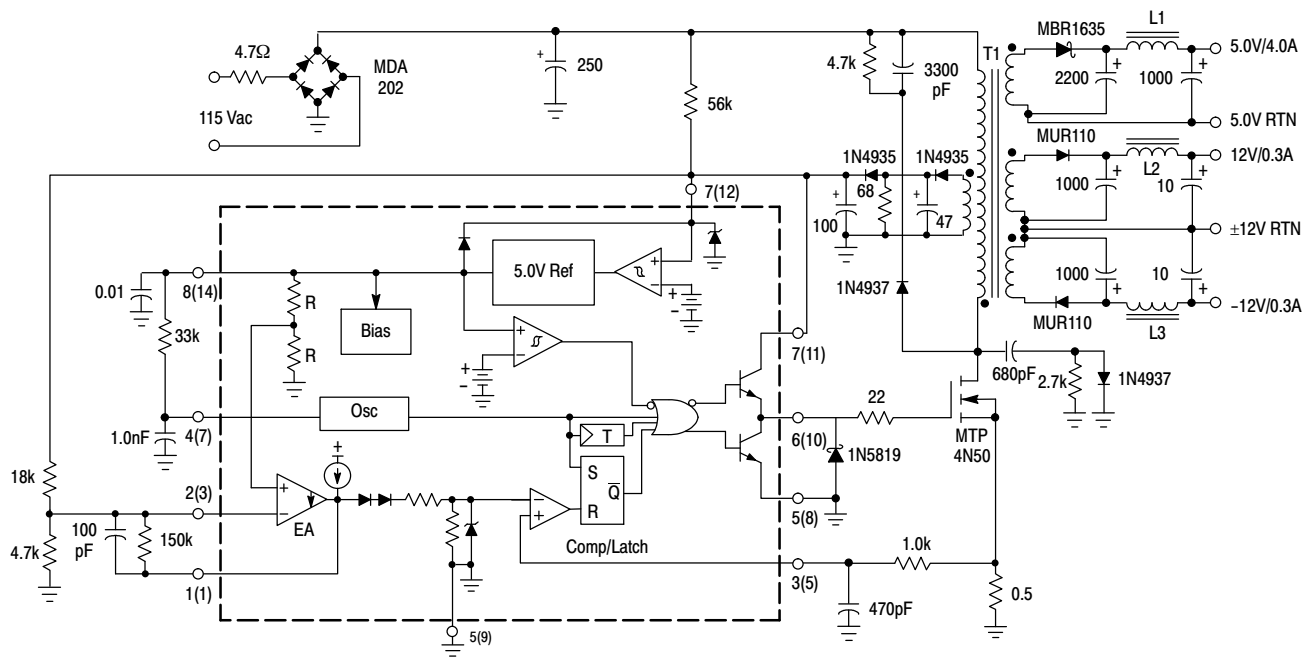 4.7Ω
MDA
202
115 Vac
+
250
56k
4.7k
3300
pF
T1
MBR1635
L1
5.0V/4.0A
+
2200
+
1000
5.0V RTN
MUR110
12V/0.3A
L2
1000
+
10
+
±12V RTN
1000
+
10
+
MUR110
L3
–12V/0.3A
1N4935
1N4935
68
+
100
+
47
7(12)
1N4937
680pF
2.7k
1N4937
8(14)
0.01
33k
R
R
Bias
5.0V Ref
+
–
+
–
+
–
+
–
7(11)
Osc
4(7)
1.0nF
T
S
Q
R
22
6(10)
1N5819
MTP
4N50
5(8)
18k
2(3)
+
–
EA
+
–
+
Comp/Latch
100
pF
150k
4.7k
1(1)
3(5)
1.0k
470pF
0.5
5(9)